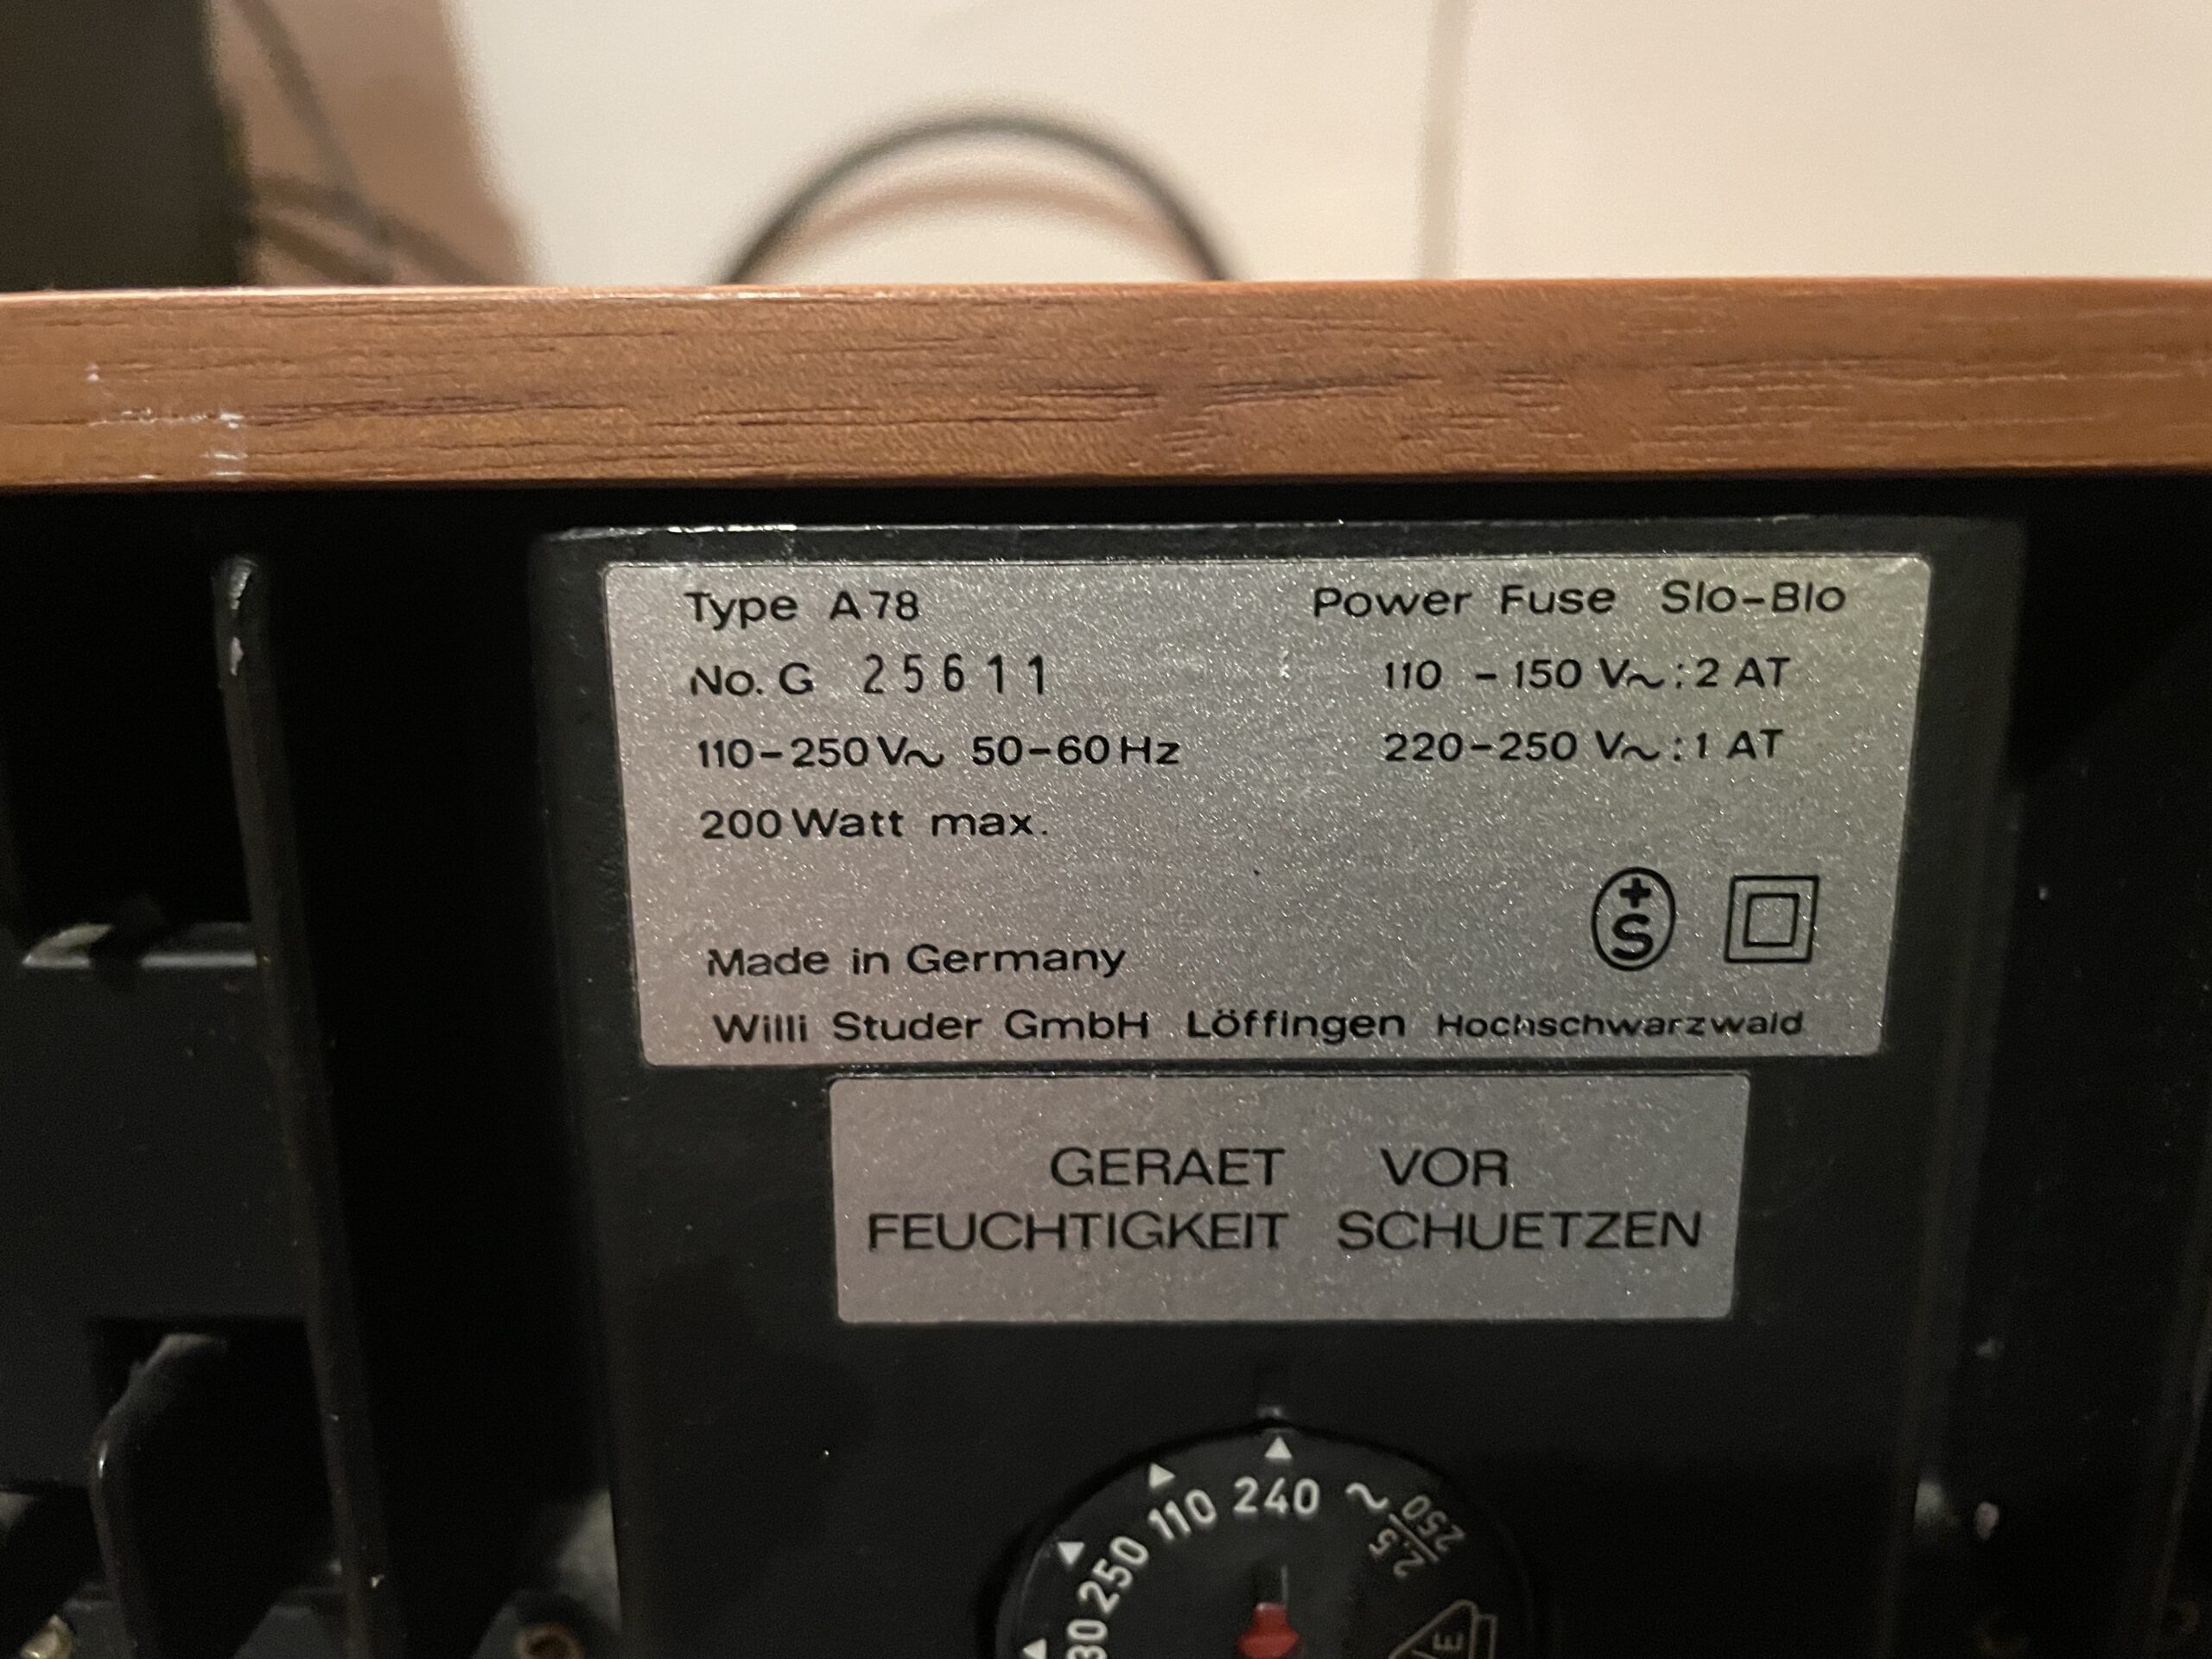 Type A78
No. G 25611
110-250 V~ 50-60 Hz
200 Watt max.
Made in Germany
Willi Studer GmbH Löffingen Hochschwarzwald
Power Fuse Slo-Blo
110 - 150 V~: 2 AT
220-250 V~: 1 AT
+
S
GERAET VOR
FEUCHTIGKEIT SCHUETZEN
250 110 240 ~
2.5
250